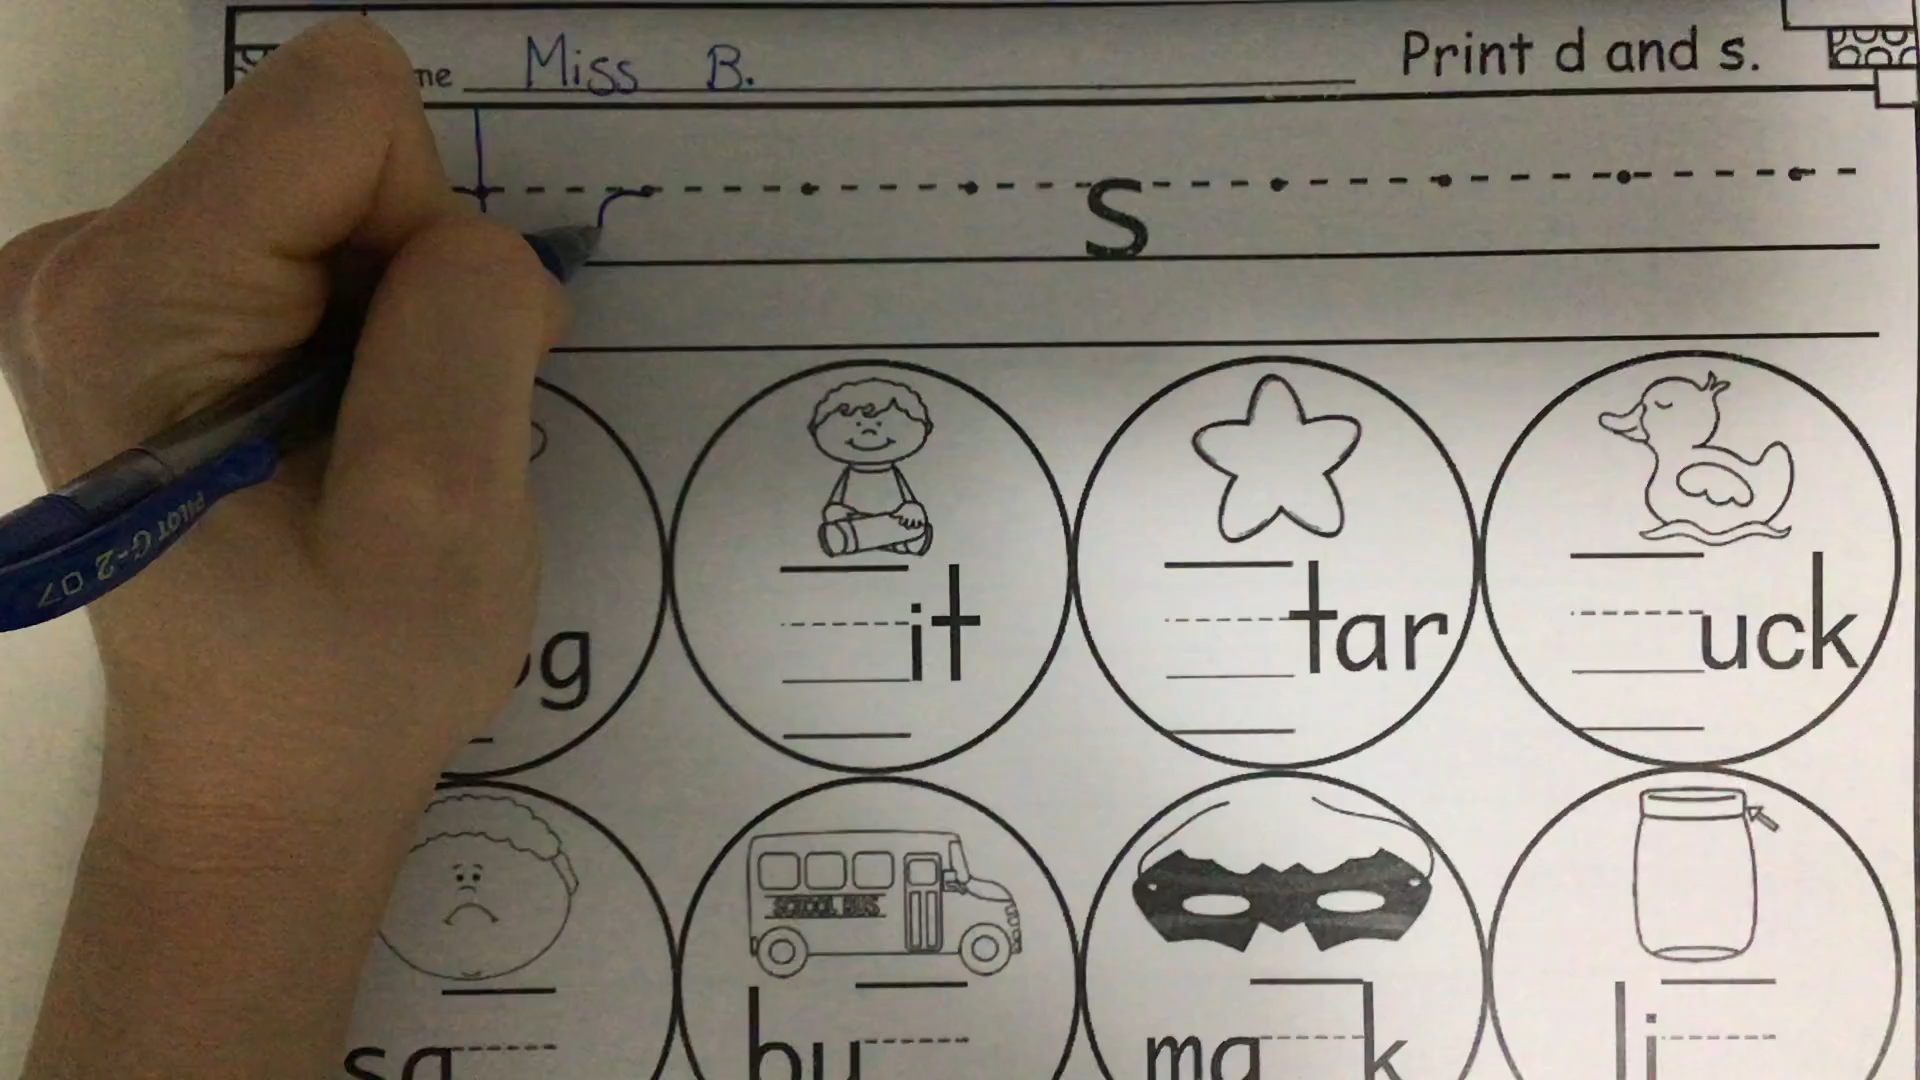 me Miss B. Print d and s.
s
g it tar uck
SCHOOL BUS
sa bu ma k li
PILOT G-2 07